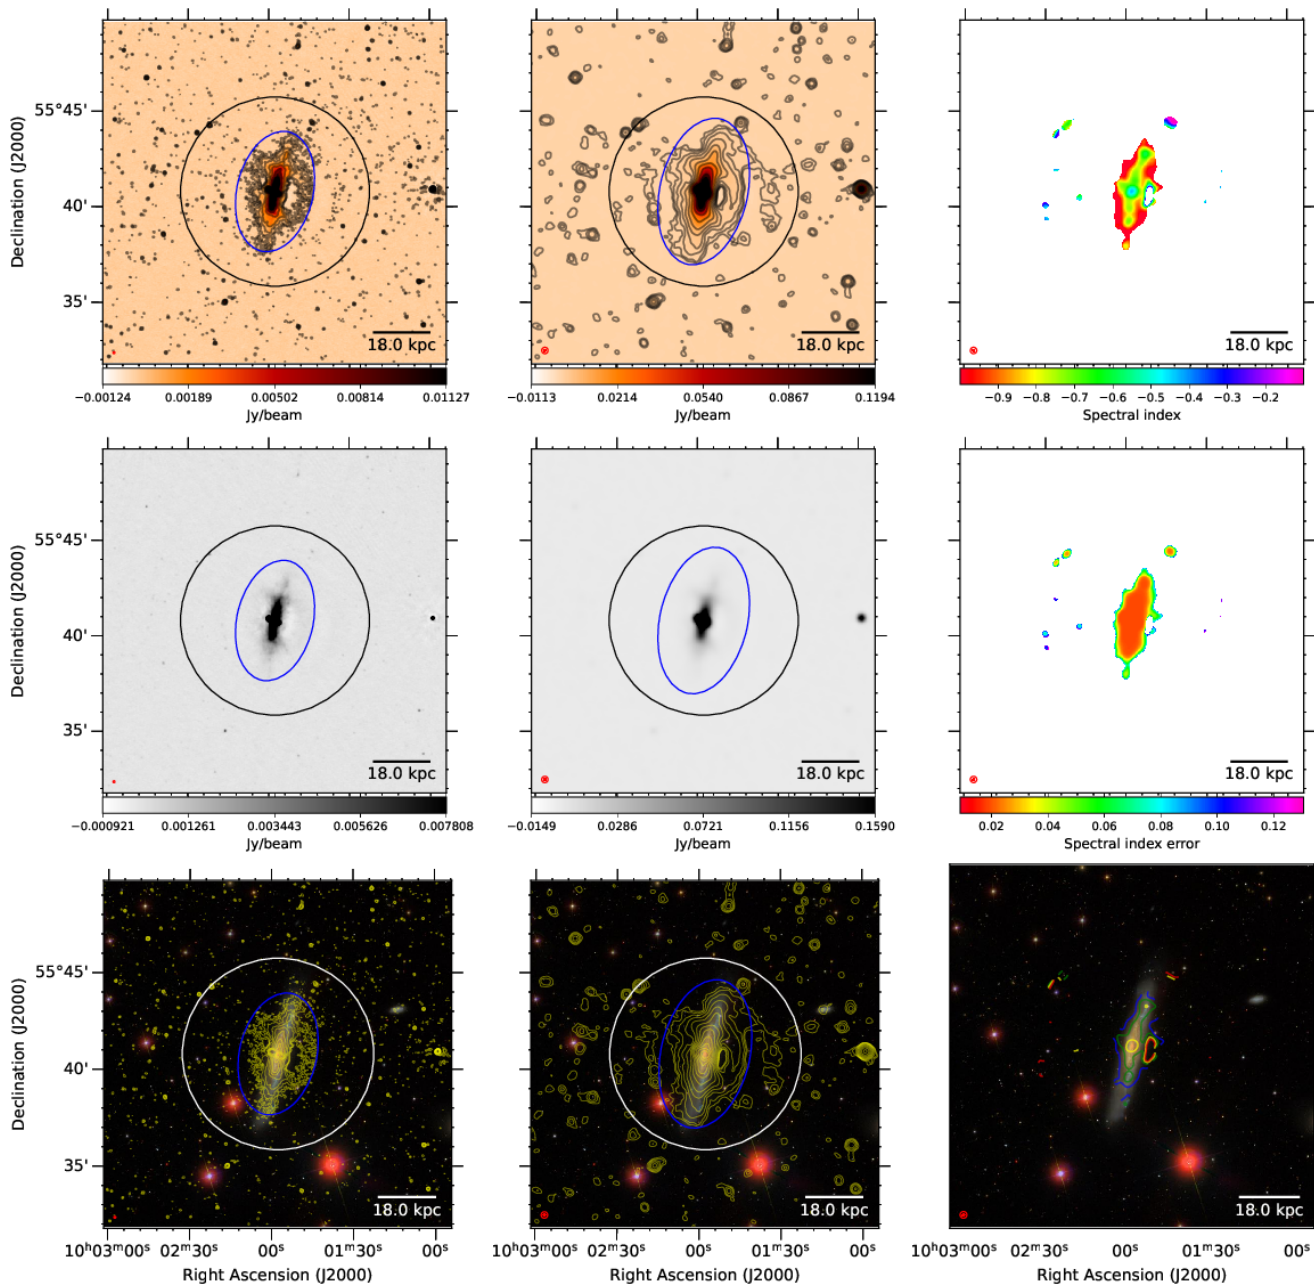 55°45'
40'
35'
Declination (J2000)
18.0 kpc
−0.00124 0.00189 0.00502 0.00814 0.01127
Jy/beam
18.0 kpc
−0.0113 0.0214 0.0540 0.0867 0.1194
Jy/beam
18.0 kpc
−0.9 −0.8 −0.7 −0.6 −0.5 −0.4 −0.3 −0.2
Spectral index
55°45'
40'
35'
Declination (J2000)
18.0 kpc
−0.000921 0.001261 0.003443 0.005626 0.007808
Jy/beam
18.0 kpc
−0.0149 0.0286 0.0721 0.1156 0.1590
Jy/beam
18.0 kpc
0.02 0.04 0.06 0.08 0.10 0.12
Spectral index error
55°45'
40'
35'
Declination (J2000)
18.0 kpc
10ʰ03ᵐ00ˢ 02ᵐ30ˢ 00ˢ 01ᵐ30ˢ 00ˢ
Right Ascension (J2000)
18.0 kpc
10ʰ03ᵐ00ˢ 02ᵐ30ˢ 00ˢ 01ᵐ30ˢ 00ˢ
Right Ascension (J2000)
18.0 kpc
10ʰ03ᵐ00ˢ 02ᵐ30ˢ 00ˢ 01ᵐ30ˢ 00ˢ
Right Ascension (J2000)